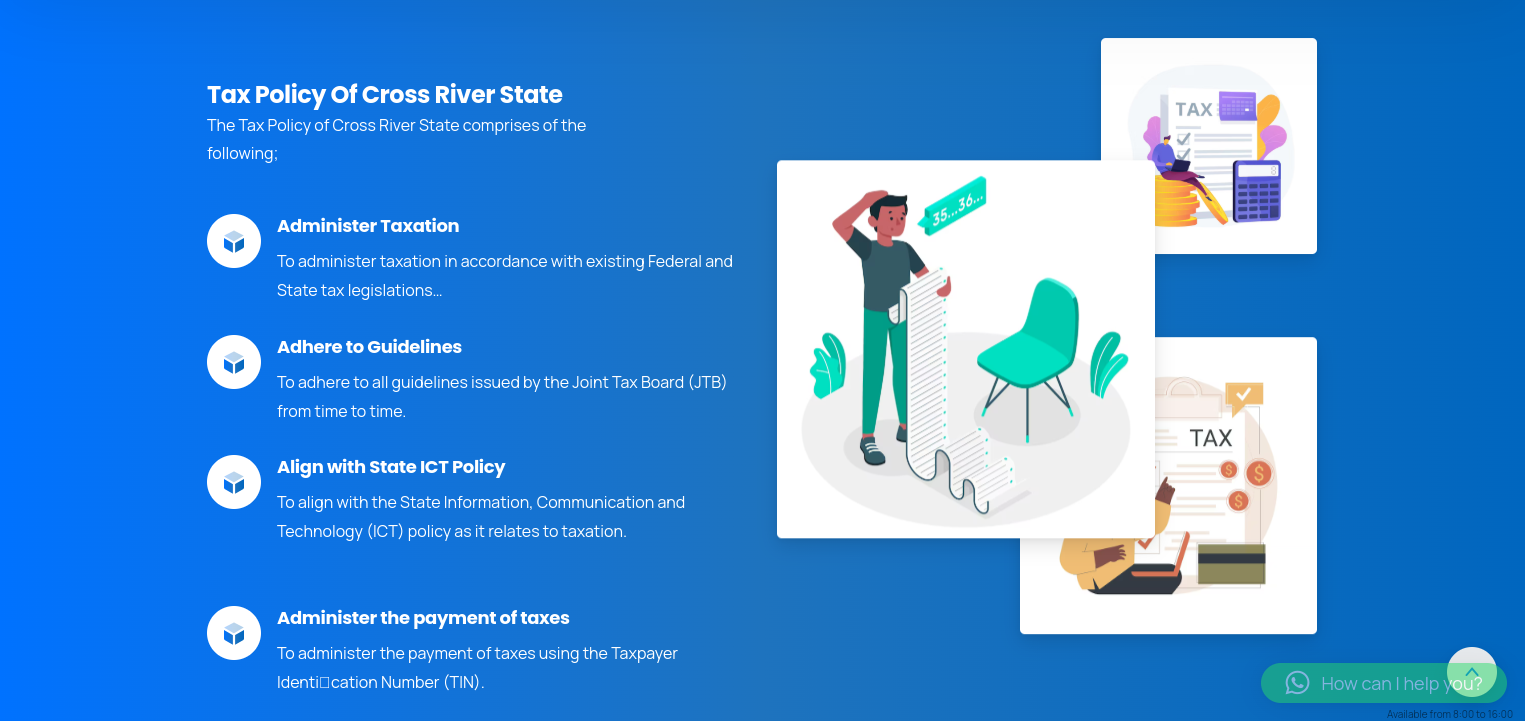 Tax Policy Of Cross River State
The Tax Policy of Cross River State comprises of the
following;
Administer Taxation
To administer taxation in accordance with existing Federal and
State tax legislations...
Adhere to Guidelines
To adhere to all guidelines issued by the Joint Tax Board (JTB)
from time to time.
Align with State ICT Policy
To align with the State Information, Communication and
Technology (ICT) policy as it relates to taxation.
Administer the payment of taxes
To administer the payment of taxes using the Taxpayer
Identi□cation Number (TIN).
TAX
35...36...
TAX
How can I help you?
Available from 8:00 to 16:00